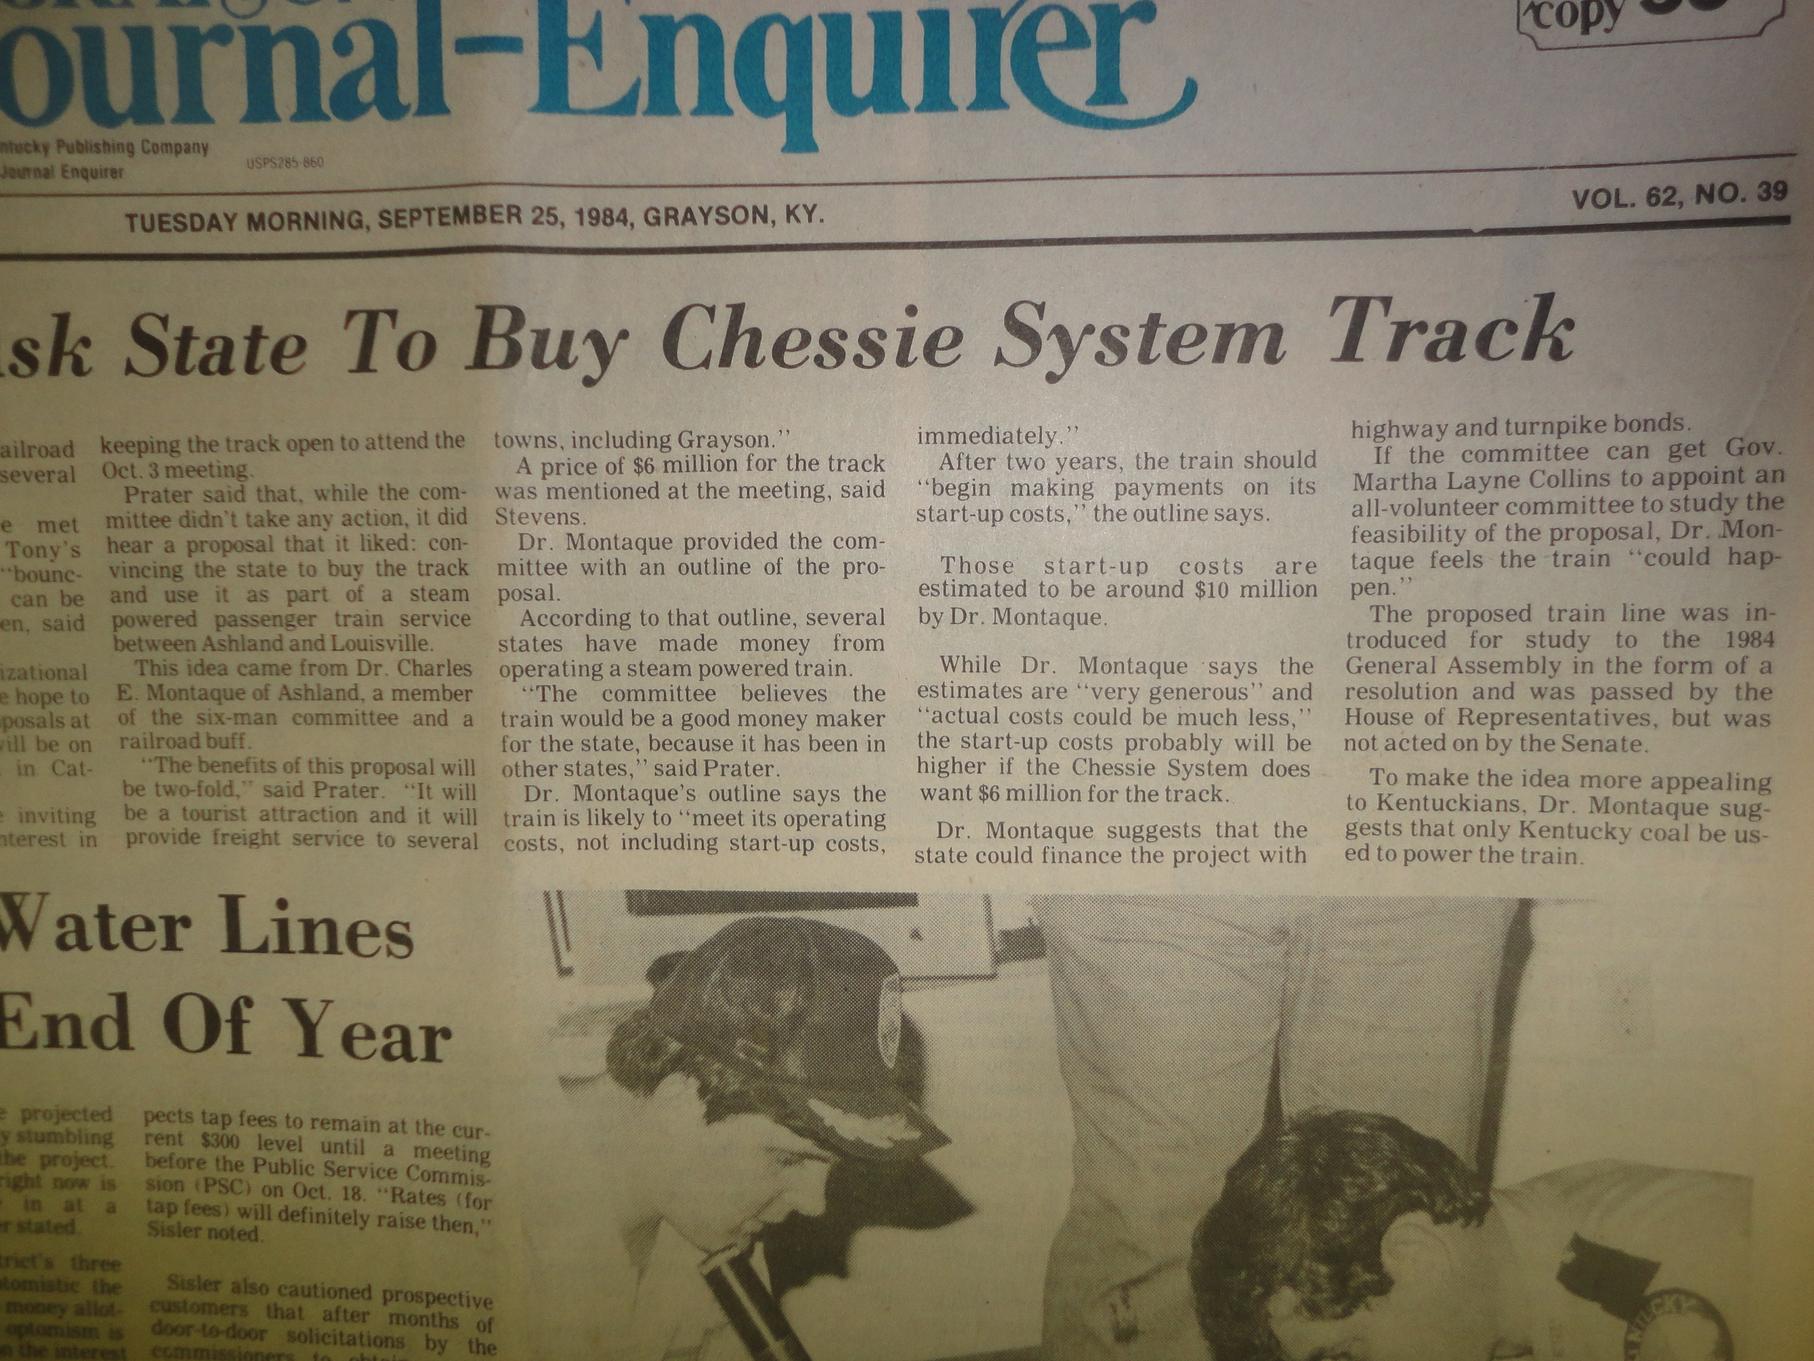 ournal-Enquirer
copy
ntucky Publishing Company
Journal Enquirer
USPS285-860
TUESDAY MORNING, SEPTEMBER 25, 1984, GRAYSON, KY.
VOL. 62, NO. 39
sk State To Buy Chessie System Track
ailroad
several
e met
Tony's
"bounc-
can be
en, said
izational
e hope to
posals at
will be on
in Cat-
e inviting
nterest in
keeping the track open to attend the
Oct. 3 meeting.
Prater said that, while the com-
mittee didn't take any action, it did
hear a proposal that it liked: con-
vincing the state to buy the track
and use it as part of a steam
powered passenger train service
between Ashland and Louisville.
This idea came from Dr. Charles
E. Montaque of Ashland, a member
of the six-man committee and a
railroad buff.
"The benefits of this proposal will
be two-fold," said Prater. "It will
be a tourist attraction and it will
provide freight service to several
towns, including Grayson."
A price of $6 million for the track
was mentioned at the meeting, said
Stevens.
Dr. Montaque provided the com-
mittee with an outline of the pro-
posal.
According to that outline, several
states have made money from
operating a steam powered train.
"The committee believes the
train would be a good money maker
for the state, because it has been in
other states," said Prater.
Dr. Montaque's outline says the
train is likely to "meet its operating
costs, not including start-up costs,
immediately."
After two years, the train should
"begin making payments on its
start-up costs," the outline says.
Those start-up costs are
estimated to be around $10 million
by Dr. Montaque.
While Dr. Montaque says the
estimates are "very generous" and
"actual costs could be much less,"
the start-up costs probably will be
higher if the Chessie System does
want $6 million for the track.
Dr. Montaque suggests that the
state could finance the project with
highway and turnpike bonds.
If the committee can get Gov.
Martha Layne Collins to appoint an
all-volunteer committee to study the
feasibility of the proposal, Dr. Mon-
taque feels the train "could hap-
pen."
The proposed train line was in-
troduced for study to the 1984
General Assembly in the form of a
resolution and was passed by the
House of Representatives, but was
not acted on by the Senate.
To make the idea more appealing
to Kentuckians, Dr. Montaque sug-
gests that only Kentucky coal be us-
ed to power the train.
Water Lines
End Of Year
e projected
y stumbling
the project.
right now is
in at a
er stated.
trict's three
tomistic the
money allot-
optomism is
on the interest
pects tap fees to remain at the cur-
rent $300 level until a meeting
before the Public Service Commis-
sion (PSC) on Oct. 18. "Rates (for
tap fees) will definitely raise then,"
Sisler noted.
Sisler also cautioned prospective
customers that after months of
door-to-door solicitations by the
commissioners to
NTUCKY